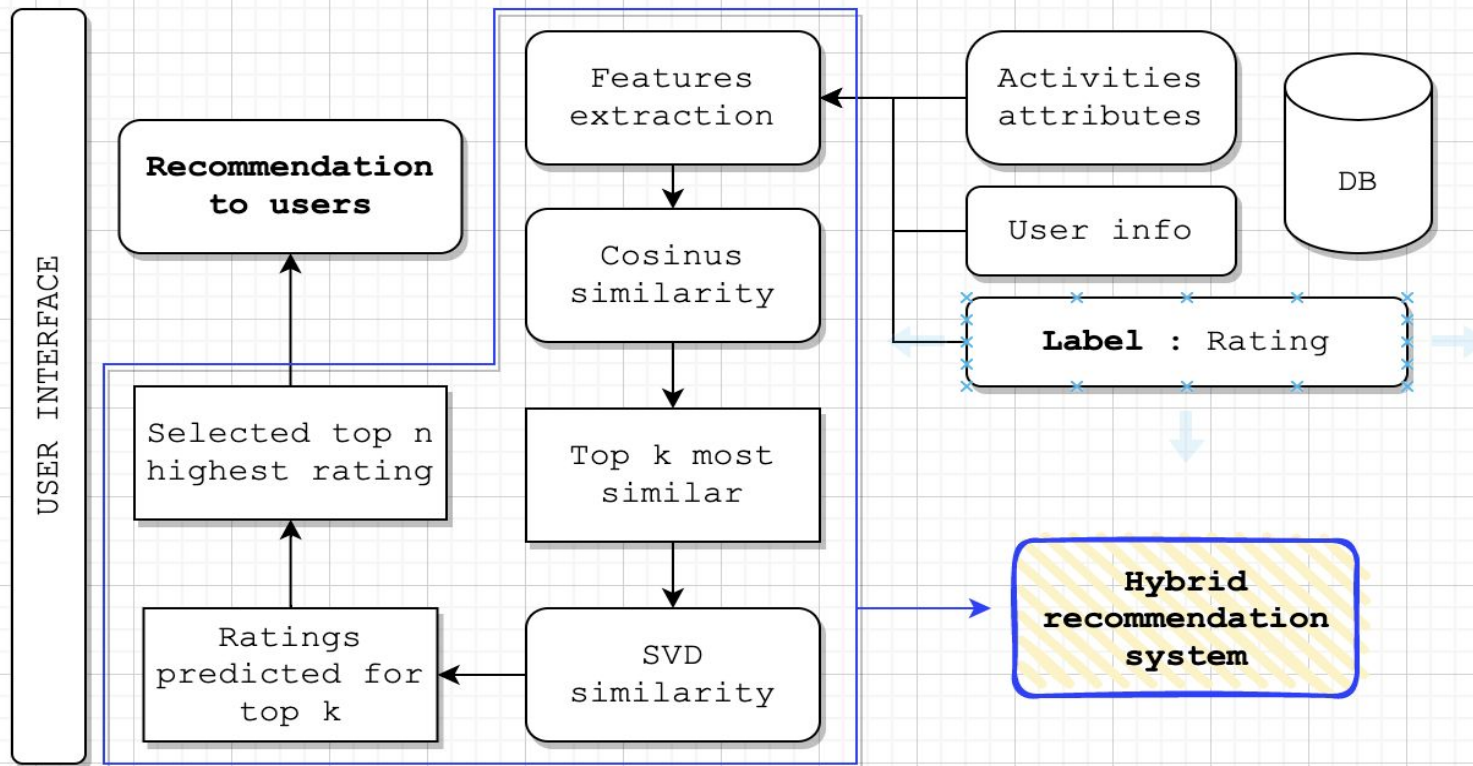 USER INTERFACE
Recommendation
to users
Selected top n
highest rating
Ratings
predicted for
top k
Features
extraction
Cosinus
similarity
Top k most
similar
SVD
similarity
Activities
attributes
User info
Label : Rating
DB
Hybrid
recommendation
system